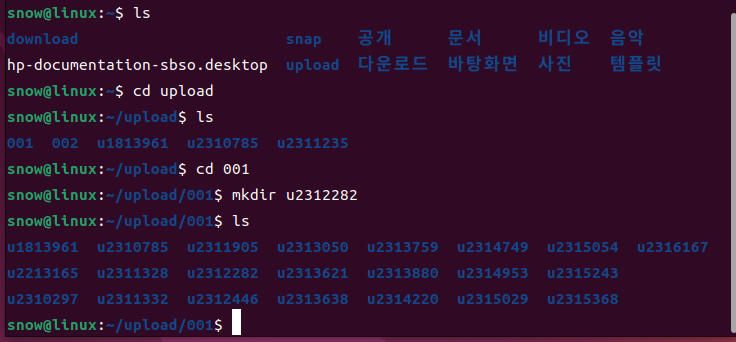 snow@linux:~$ ls
download                       snap    공개      문서      비디오  음악
hp-documentation-sbso.desktop  upload  다운로드  바탕화면  사진    템플릿
snow@linux:~$ cd upload
snow@linux:~/upload$ ls
001  002  u1813961  u2310785  u2311235
snow@linux:~/upload$ cd 001
snow@linux:~/upload/001$ mkdir u2312282
snow@linux:~/upload/001$ ls
u1813961  u2310785  u2311905  u2313050  u2313759  u2314749  u2315054  u2316167
u2213165  u2311328  u2312282  u2313621  u2313880  u2314953  u2315243
u2310297  u2311332  u2312446  u2313638  u2314220  u2315029  u2315368
snow@linux:~/upload/001$